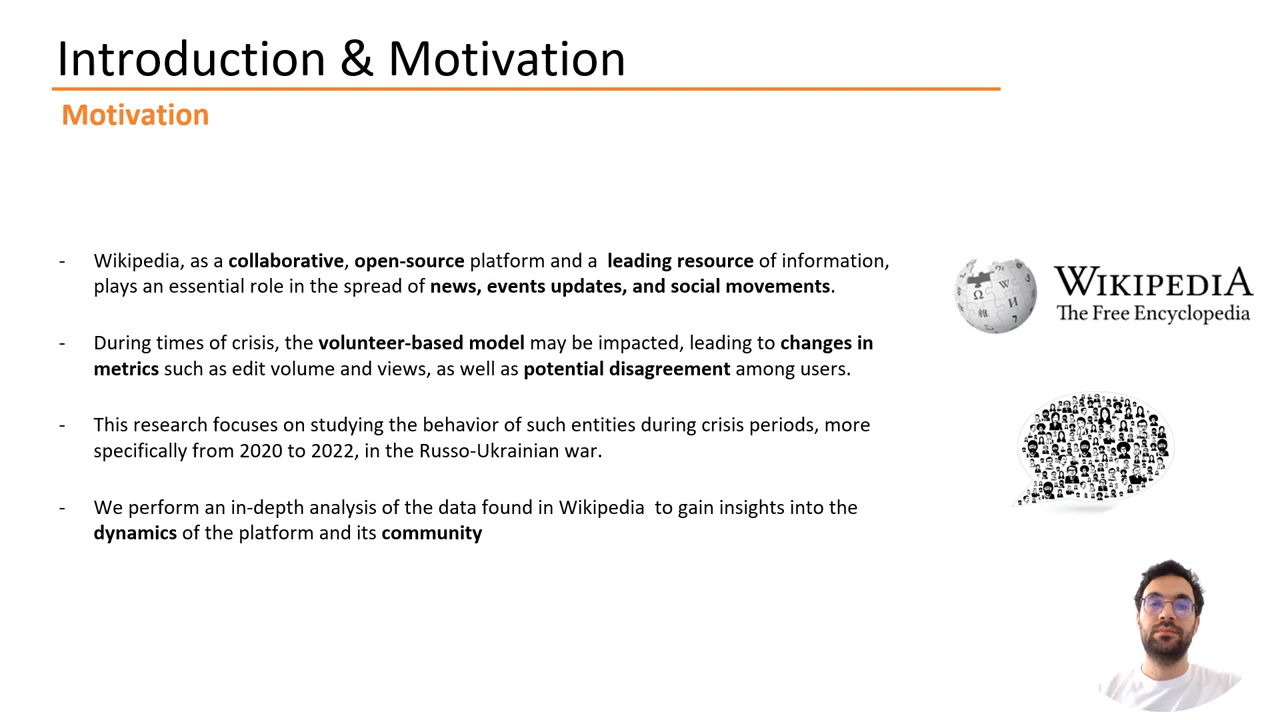 Introduction & Motivation
Motivation
- Wikipedia, as a collaborative, open-source platform and a  leading resource of information,
plays an essential role in the spread of news, events updates, and social movements.
- During times of crisis, the volunteer-based model may be impacted, leading to changes in
metrics such as edit volume and views, as well as potential disagreement among users.
- This research focuses on studying the behavior of such entities during crisis periods, more
specifically from 2020 to 2022, in the Russo-Ukrainian war.
- We perform an in-depth analysis of the data found in Wikipedia  to gain insights into the
dynamics of the platform and its community
WIKIPEDIA
The Free Encyclopedia